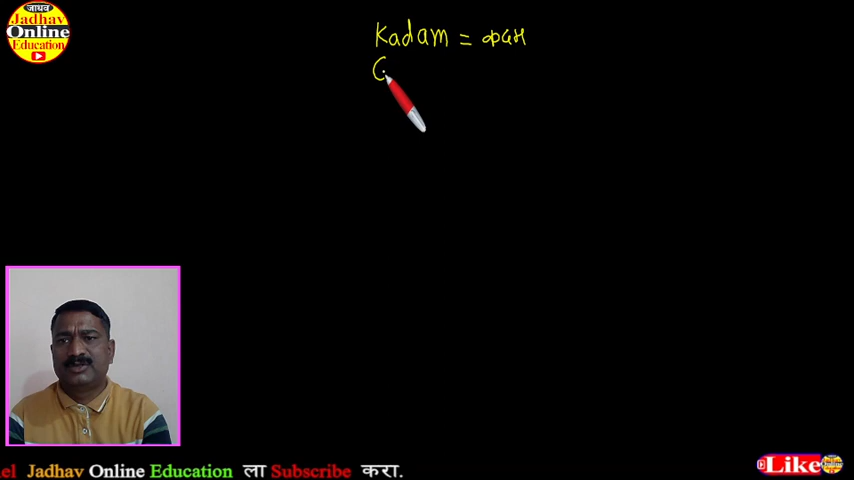 जाधव
Jadhav
Online
Education
Kadam = कदम
C
el Jadhav Online Education ला Subscribe करा.
Like